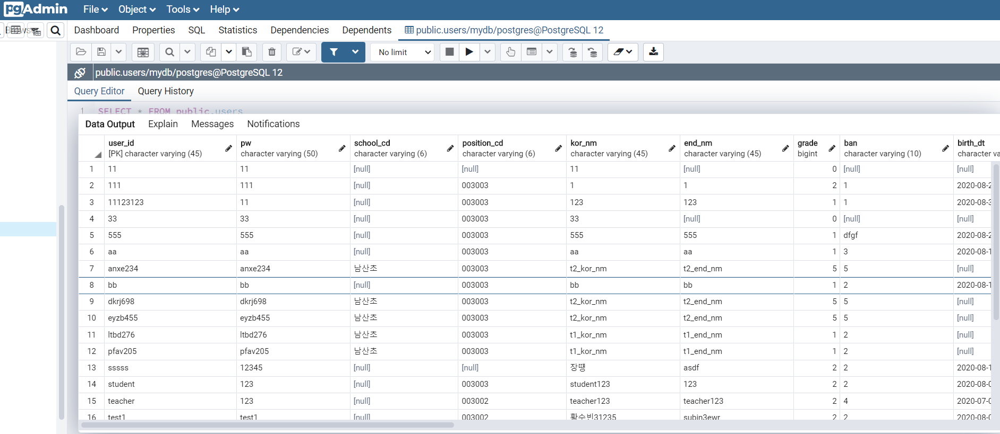 pgAdmin File Object Tools Help
Dashboard Properties SQL Statistics Dependencies Dependents public.users/mydb/postgres@PostgreSQL 12
No limit
public.users/mydb/postgres@PostgreSQL 12
Query Editor Query History
1 SELECT * FROM public.users
Data Output Explain Messages Notifications
user_id pw school_cd position_cd kor_nm end_nm grade ban birth_dt
[PK] character varying (45) character varying (50) character varying (6) character varying (6) character varying (45) character varying (45) bigint character varying (10) character va
1 11 11 [null] [null] 11 [null] 0 [null] [null]
2 111 111 [null] 003003 1 1 2 1 2020-08-2
3 11123123 11 [null] 003003 123 123 1 1 2020-08-3
4 33 33 [null] 003003 33 [null] 0 [null] [null]
5 555 555 [null] 003003 555 555 1 dfgf 2020-08-2
6 aa aa [null] 003003 aa aa 1 3 2020-08-1
7 anxe234 anxe234 남산초 003003 t2_kor_nm t2_end_nm 5 5 [null]
8 bb bb [null] 003003 bb bb 1 2 2020-08-1
9 dkrj698 dkrj698 남산초 003003 t2_kor_nm t2_end_nm 5 5 [null]
10 eyzb455 eyzb455 남산초 003003 t2_kor_nm t2_end_nm 5 5 [null]
11 ltbd276 ltbd276 남산초 003003 t1_kor_nm t1_end_nm 1 2 [null]
12 pfav205 pfav205 남산초 003003 t1_kor_nm t1_end_nm 1 2 [null]
13 sssss 12345 [null] [null] 장떙 asdf 2 2 2020-08-1
14 student 123 [null] 003003 student123 123 2 2 2020-08-0
15 teacher 123 [null] 003002 teacher123 teacher123 2 4 2020-07-0
16 test1 test1 [null] 003002 황수빈31235 subin3ewr 2 2 2020-08-0